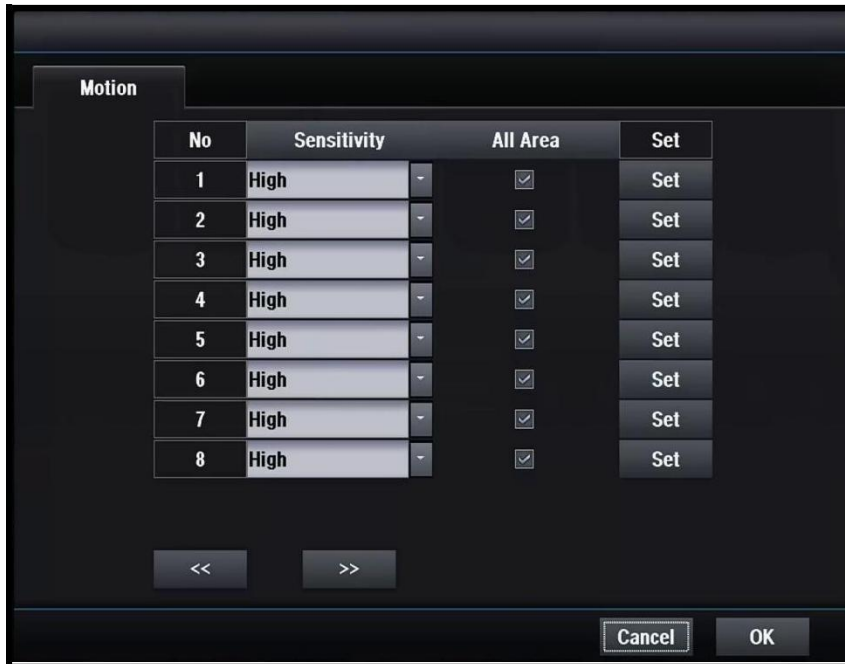 Motion
No Sensitivity All Area Set
1 High Set
2 High Set
3 High Set
4 High Set
5 High Set
6 High Set
7 High Set
8 High Set
<< >>
Cancel OK